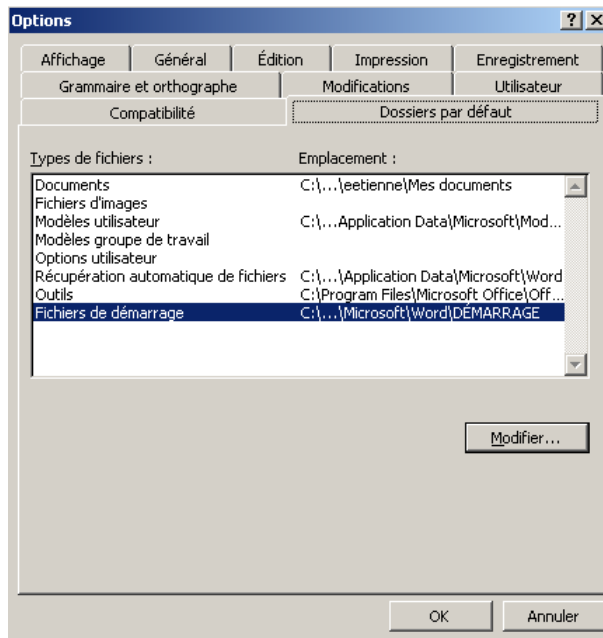 Options
Affichage Général Édition Impression Enregistrement
Grammaire et orthographe Modifications Utilisateur
Compatibilité Dossiers par défaut
Types de fichiers : Emplacement :
Documents C:\...\eetienne\Mes documents
Fichiers d'images
Modèles utilisateur C:\...Application Data\Microsoft\Mod...
Modèles groupe de travail
Options utilisateur
Récupération automatique de fichiers C:\...\Application Data\Microsoft\Word
Outils C:\Program Files\Microsoft Office\Off...
Fichiers de démarrage C:\...\Microsoft\Word\DÉMARRAGE
Modifier...
OK Annuler